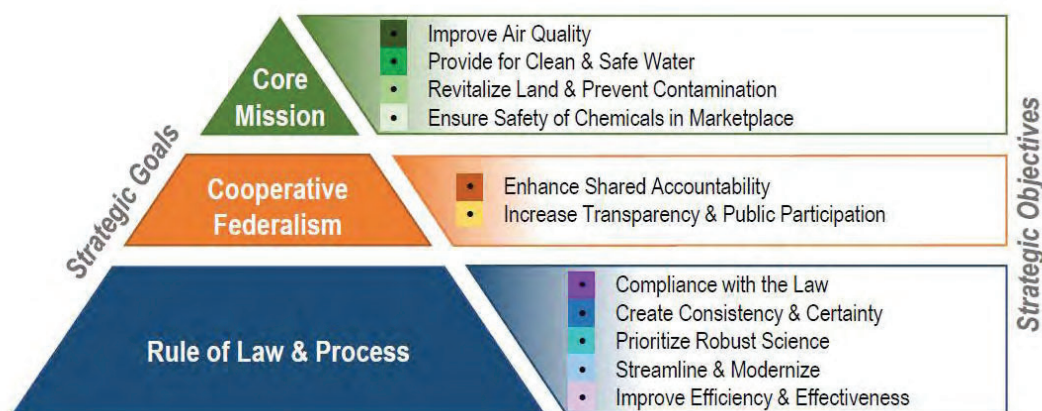 Strategic Goals
Core
Mission
• Improve Air Quality
• Provide for Clean & Safe Water
• Revitalize Land & Prevent Contamination
• Ensure Safety of Chemicals in Marketplace
Cooperative
Federalism
• Enhance Shared Accountability
• Increase Transparency & Public Participation
Rule of Law & Process
• Compliance with the Law
• Create Consistency & Certainty
• Prioritize Robust Science
• Streamline & Modernize
• Improve Efficiency & Effectiveness
Strategic Objectives